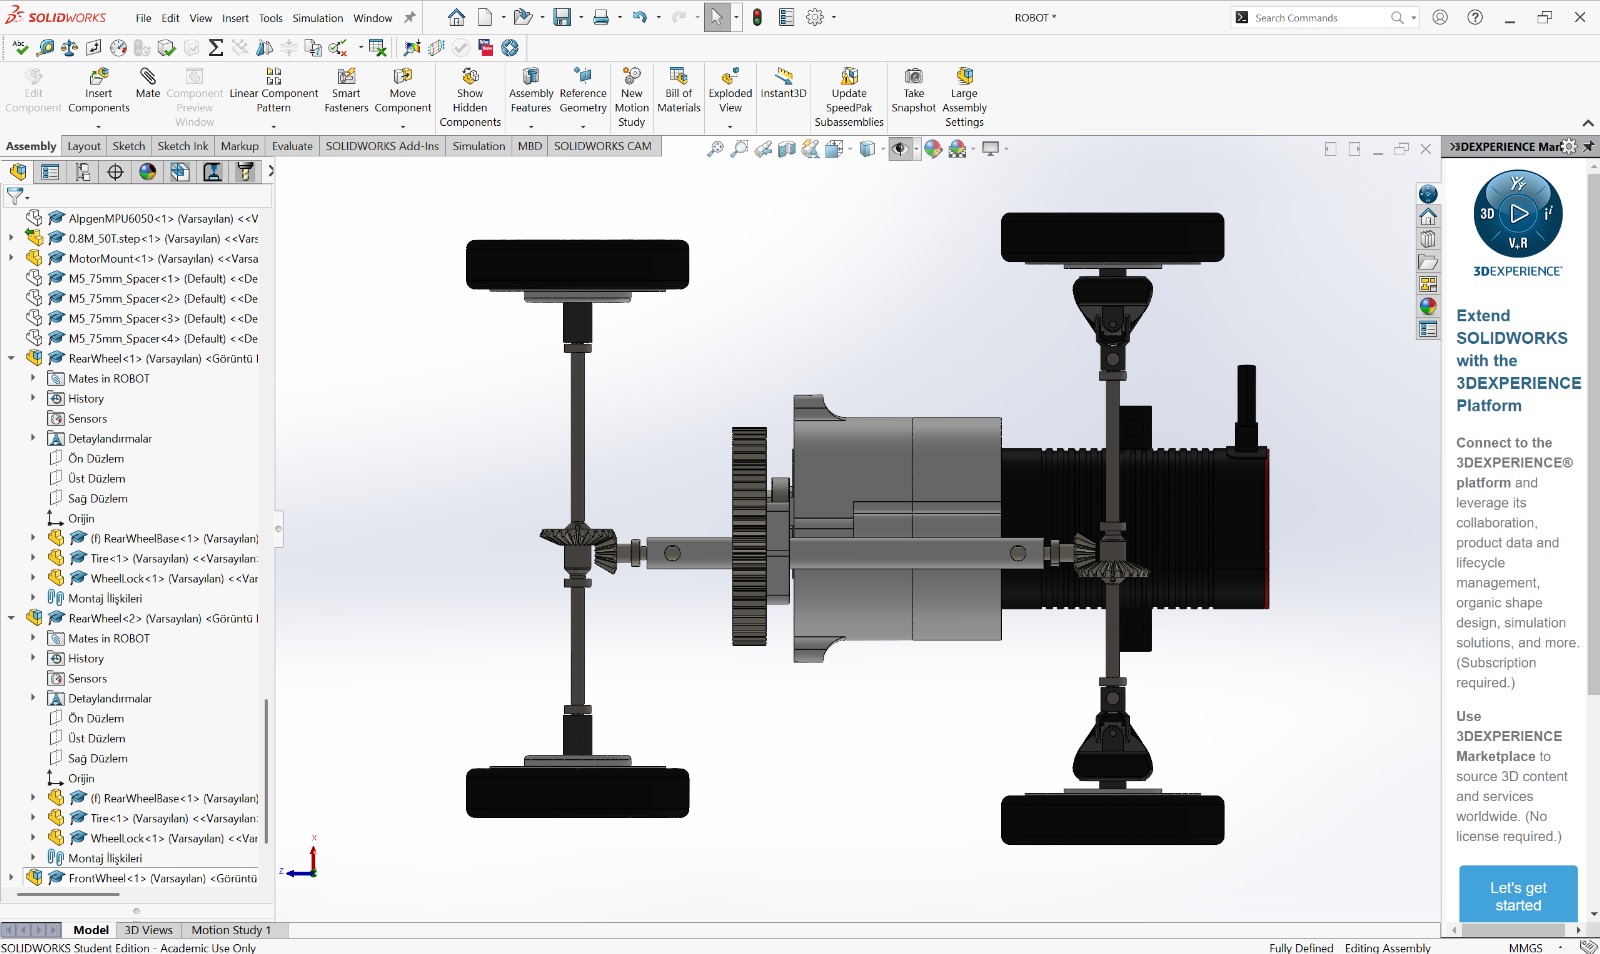 SOLIDWORKS File Edit View Insert Tools Simulation Window ROBOT * Search Commands
Edit Component
Insert Components
Mate
Component Preview Window
Linear Component Pattern
Smart Fasteners
Move Component
Show Hidden Components
Assembly Features
Reference Geometry
New Motion Study
Bill of Materials
Exploded View
Instant3D
Update SpeedPak Subassemblies
Take Snapshot
Large Assembly Settings
Assembly Layout Sketch Sketch Ink Markup Evaluate SOLIDWORKS Add-Ins Simulation MBD SOLIDWORKS CAM
AlpgenMPU6050<1> (Varsayılan) <<V
0.8M_50T.step<1> (Varsayılan) <<Vars
MotorMount<1> (Varsayılan) <<Varsa
M5_75mm_Spacer<1> (Default) <<De
M5_75mm_Spacer<2> (Default) <<De
M5_75mm_Spacer<3> (Default) <<De
M5_75mm_Spacer<4> (Default) <<De
RearWheel<1> (Varsayılan) <Görüntü
Mates in ROBOT
History
Sensors
Detaylandırmalar
Ön Düzlem
Üst Düzlem
Sağ Düzlem
Orijin
(f) RearWheelBase<1> (Varsayılan)
Tire<1> (Varsayılan) <<Varsayılan
WheelLock<1> (Varsayılan) <<Var
Montaj İlişkileri
RearWheel<2> (Varsayılan) <Görüntü
Mates in ROBOT
History
Sensors
Detaylandırmalar
Ön Düzlem
Üst Düzlem
Sağ Düzlem
Orijin
(f) RearWheelBase<1> (Varsayılan)
Tire<1> (Varsayılan) <<Varsayılan
WheelLock<1> (Varsayılan) <<Var
Montaj İlişkileri
FrontWheel<1> (Varsayılan) <Görüntü
x
z
3DEXPERIENCE Mar
3D
V+R
3DEXPERIENCE
Extend
SOLIDWORKS
with the
3DEXPERIENCE
Platform
Connect to the
3DEXPERIENCE®
platform and
leverage its
collaboration,
product data and
lifecycle
management,
organic shape
design, simulation
solutions, and more.
(Subscription
required.)
Use
3DEXPERIENCE
Marketplace to
source 3D content
and services
worldwide. (No
license required.)
Let's get
started
Model 3D Views Motion Study 1
SOLIDWORKS Student Edition - Academic Use Only Fully Defined Editing Assembly MMGS